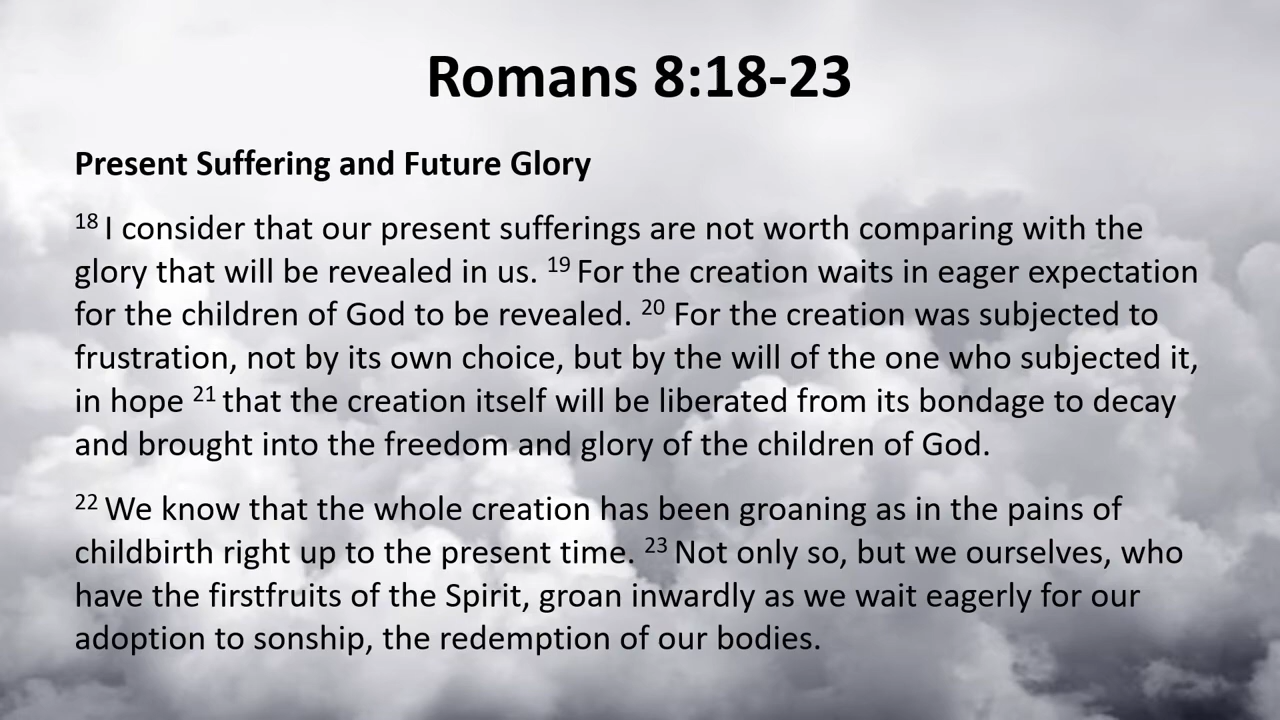 Romans 8:18-23
Present Suffering and Future Glory
18 I consider that our present sufferings are not worth comparing with the
glory that will be revealed in us. 19 For the creation waits in eager expectation
for the children of God to be revealed. 20 For the creation was subjected to
frustration, not by its own choice, but by the will of the one who subjected it,
in hope 21 that the creation itself will be liberated from its bondage to decay
and brought into the freedom and glory of the children of God.
22 We know that the whole creation has been groaning as in the pains of
childbirth right up to the present time. 23 Not only so, but we ourselves, who
have the firstfruits of the Spirit, groan inwardly as we wait eagerly for our
adoption to sonship, the redemption of our bodies.